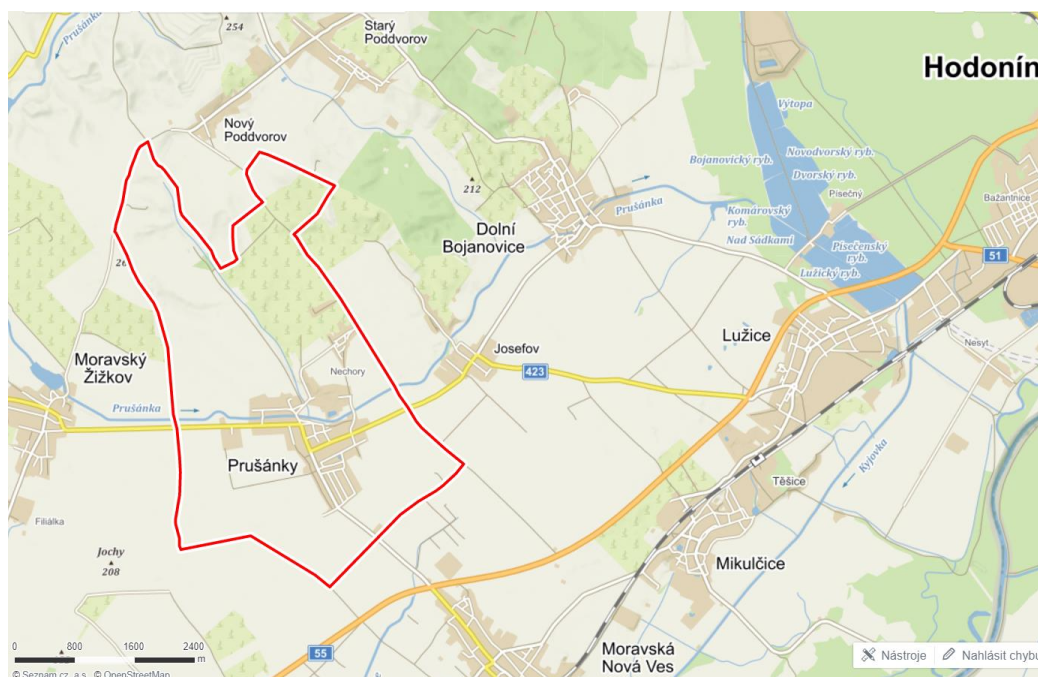 254
Prušánka
Starý
Poddvorov
Hodonín
Nový
Poddvorov
Výtopa
Novodvorský ryb.
Bojanovický ryb.
Dvorský ryb.
Písečný
Bažantnice
212
Prušánka
Komárovský
ryb.
Dolní
Bojanovice
Nad Sádkami
Písečenský
ryb.
51
Lužický ryb.
Lužice
Nesyt
Josefov
Moravský
Žižkov
Nechory
423
Prušánka
Prušánky
Kyjovka
Těšice
Filiálka
Jochy
208
Mikulčice
0 800 1600 2400
m
55
Moravská
Nová Ves
Nástroje
Nahlásit chybu
© Seznam.cz, a.s., © OpenStreetMap